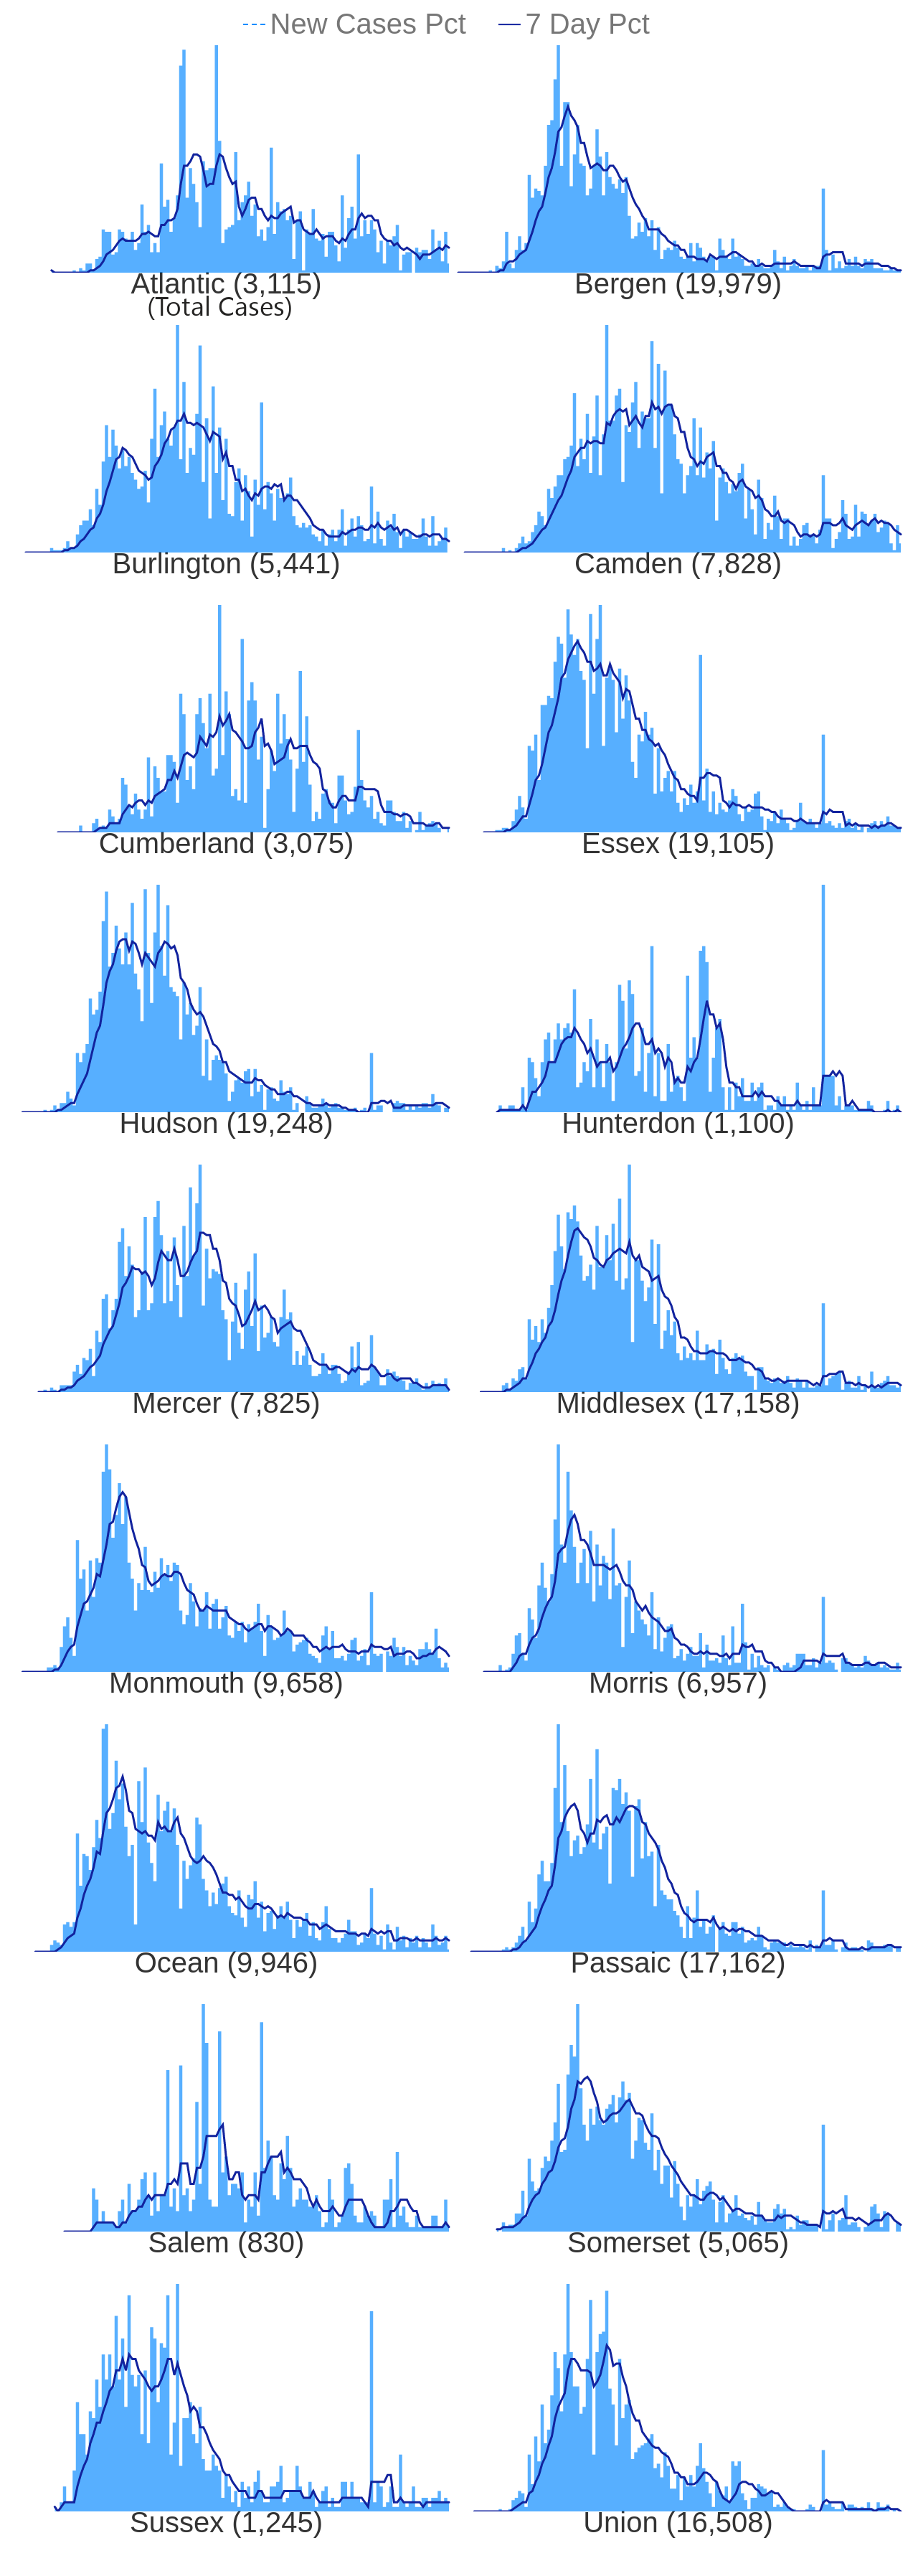 New Cases Pct 7 Day Pct
Atlantic (3,115) Bergen (19,979)
(Total Cases)
Burlington (5,441) Camden (7,828)
Cumberland (3,075) Essex (19,105)
Hudson (19,248) Hunterdon (1,100)
Mercer (7,825) Middlesex (17,158)
Monmouth (9,658) Morris (6,957)
Ocean (9,946) Passaic (17,162)
Salem (830) Somerset (5,065)
Sussex (1,245) Union (16,508)